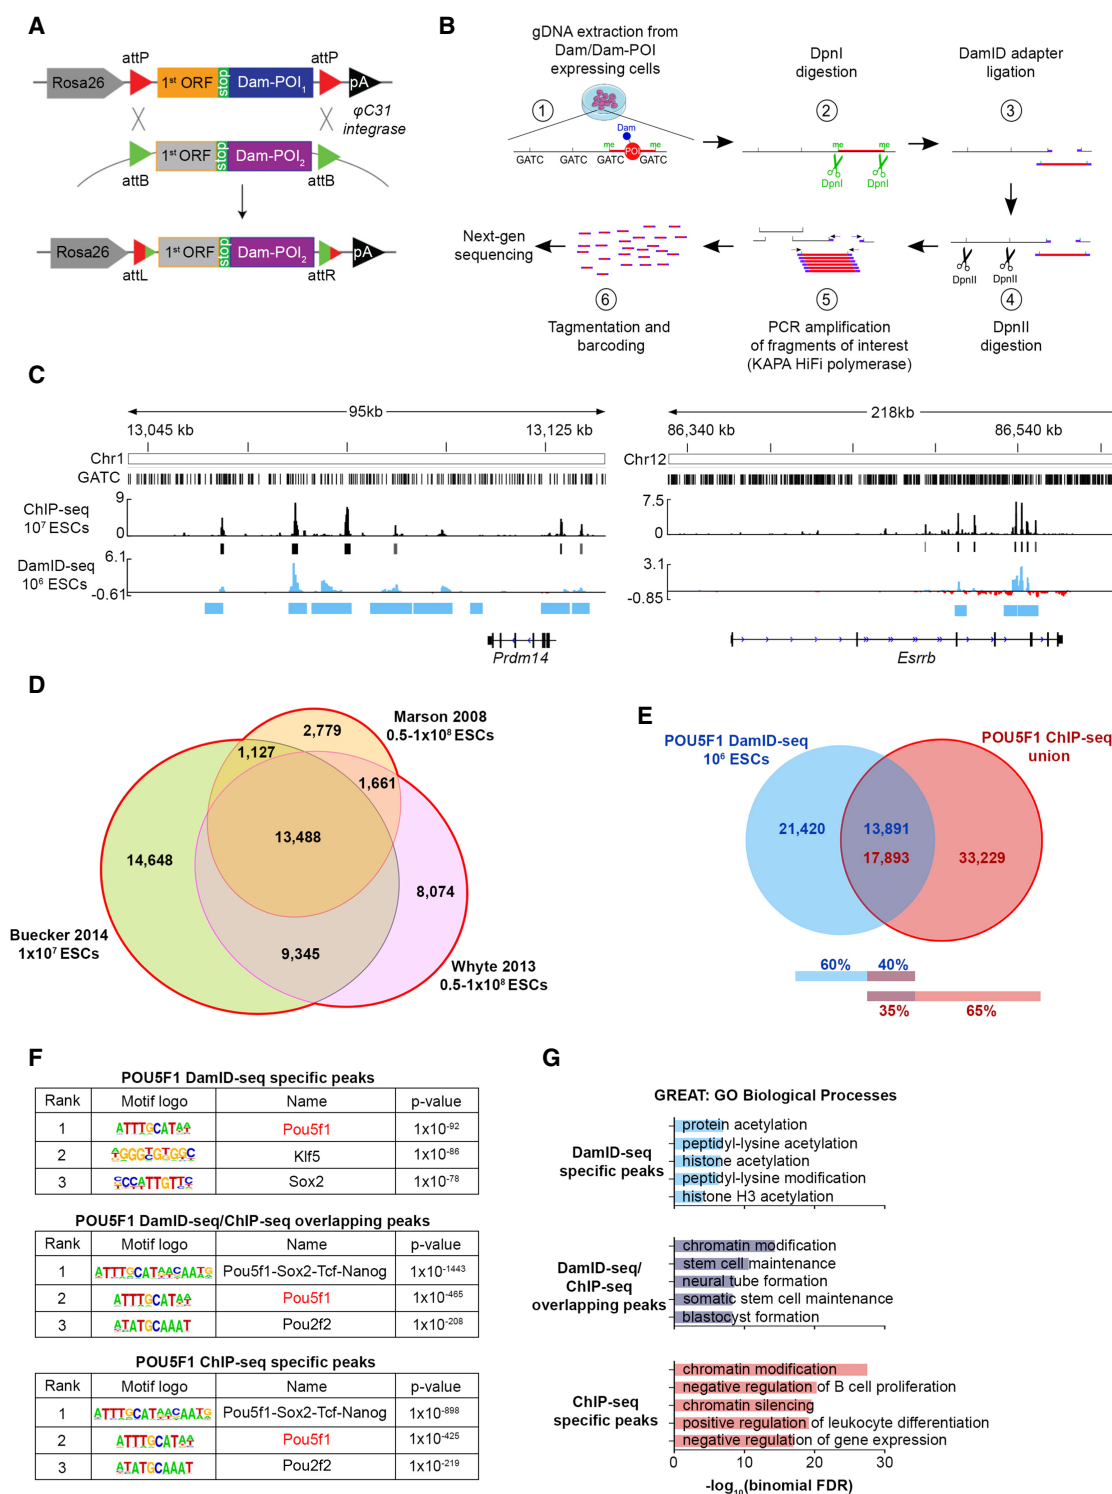 A
attP
attP
Rosa26
1st ORF
stop
Dam-POI1
pA
φC31
integrase
1st ORF
stop
Dam-POI2
attB
attB
Rosa26
1st ORF
stop
Dam-POI2
pA
attL
attR
B
gDNA extraction from
Dam/Dam-POI
expressing cells
1
Dam
me
me
POI
GATC
GATC
GATC
GATC
DpnI
digestion
2
me
me
DpnI
DpnI
DamID adapter
ligation
3
DpnII
DpnII
4
DpnII
digestion
5
PCR amplification
of fragments of interest
(KAPA HiFi polymerase)
6
Tagmentation and
barcoding
Next-gen
sequencing
C
95kb
13,045 kb
13,125 kb
Chr1
GATC
ChIP-seq
10⁷ ESCs
9
0
DamID-seq
10⁶ ESCs
6.1
-0.61
Prdm14
218kb
86,340 kb
86,540 kb
Chr12
7.5
0
3.1
-0.85
Esrrb
D
Marson 2008
0.5-1x10⁸ ESCs
2,779
1,127
1,661
13,488
14,648
8,074
9,345
Buecker 2014
1x10⁷ ESCs
Whyte 2013
0.5-1x10⁸ ESCs
E
POU5F1 DamID-seq
10⁶ ESCs
POU5F1 ChIP-seq
union
21,420
13,891
17,893
33,229
60%
40%
35%
65%
F
POU5F1 DamID-seq specific peaks
Rank Motif logo Name p-value
1 ATTTGCATAA Pou5f1 1x10⁻⁹²
2 AGGGTGTGGC Klf5 1x10⁻⁸⁶
3 CCCATTGTTC Sox2 1x10⁻⁷⁸
POU5F1 DamID-seq/ChIP-seq overlapping peaks
Rank Motif logo Name p-value
1 ATTTGCATAACAATG Pou5f1-Sox2-Tcf-Nanog 1x10⁻¹⁴⁴³
2 ATTTGCATAA Pou5f1 1x10⁻⁴⁶⁵
3 ATATGCAAAT Pou2f2 1x10⁻²⁰⁸
POU5F1 ChIP-seq specific peaks
Rank Motif logo Name p-value
1 ATTTGCATAACAATG Pou5f1-Sox2-Tcf-Nanog 1x10⁻⁸⁹⁸
2 ATTTGCATAA Pou5f1 1x10⁻⁴²⁵
3 ATATGCAAAT Pou2f2 1x10⁻²¹⁹
G
GREAT: GO Biological Processes
DamID-seq
specific peaks
protein acetylation
peptidyl-lysine acetylation
histone acetylation
peptidyl-lysine modification
histone H3 acetylation
DamID-seq/
ChIP-seq
overlapping peaks
chromatin modification
stem cell maintenance
neural tube formation
somatic stem cell maintenance
blastocyst formation
ChIP-seq
specific peaks
chromatin modification
negative regulation of B cell proliferation
chromatin silencing
positive regulation of leukocyte differentiation
negative regulation of gene expression
0 10 20 30
-log10(binomial FDR)